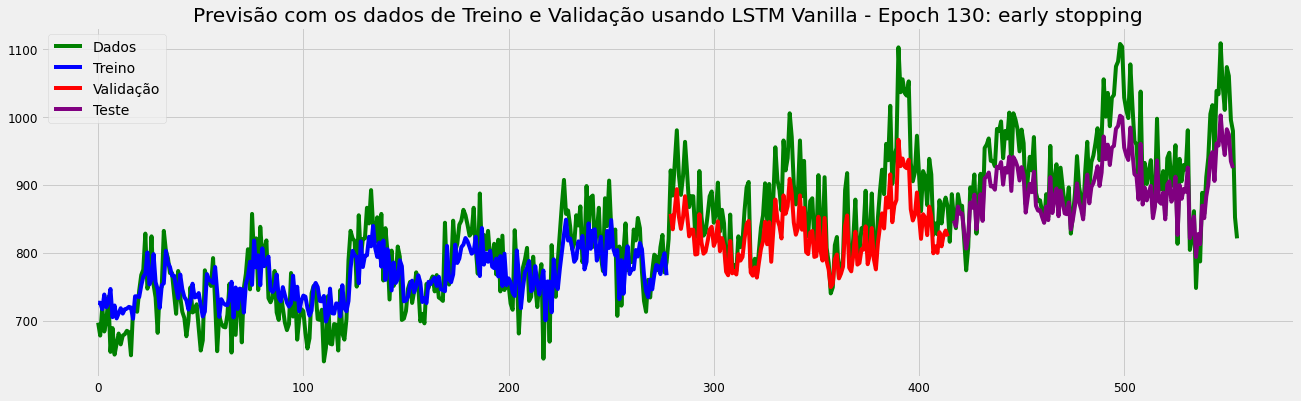 Previsão com os dados de Treino e Validação usando LSTM Vanilla - Epoch 130: early stopping
Dados
Treino
Validação
Teste
1100
1000
900
800
700
0 100 200 300 400 500